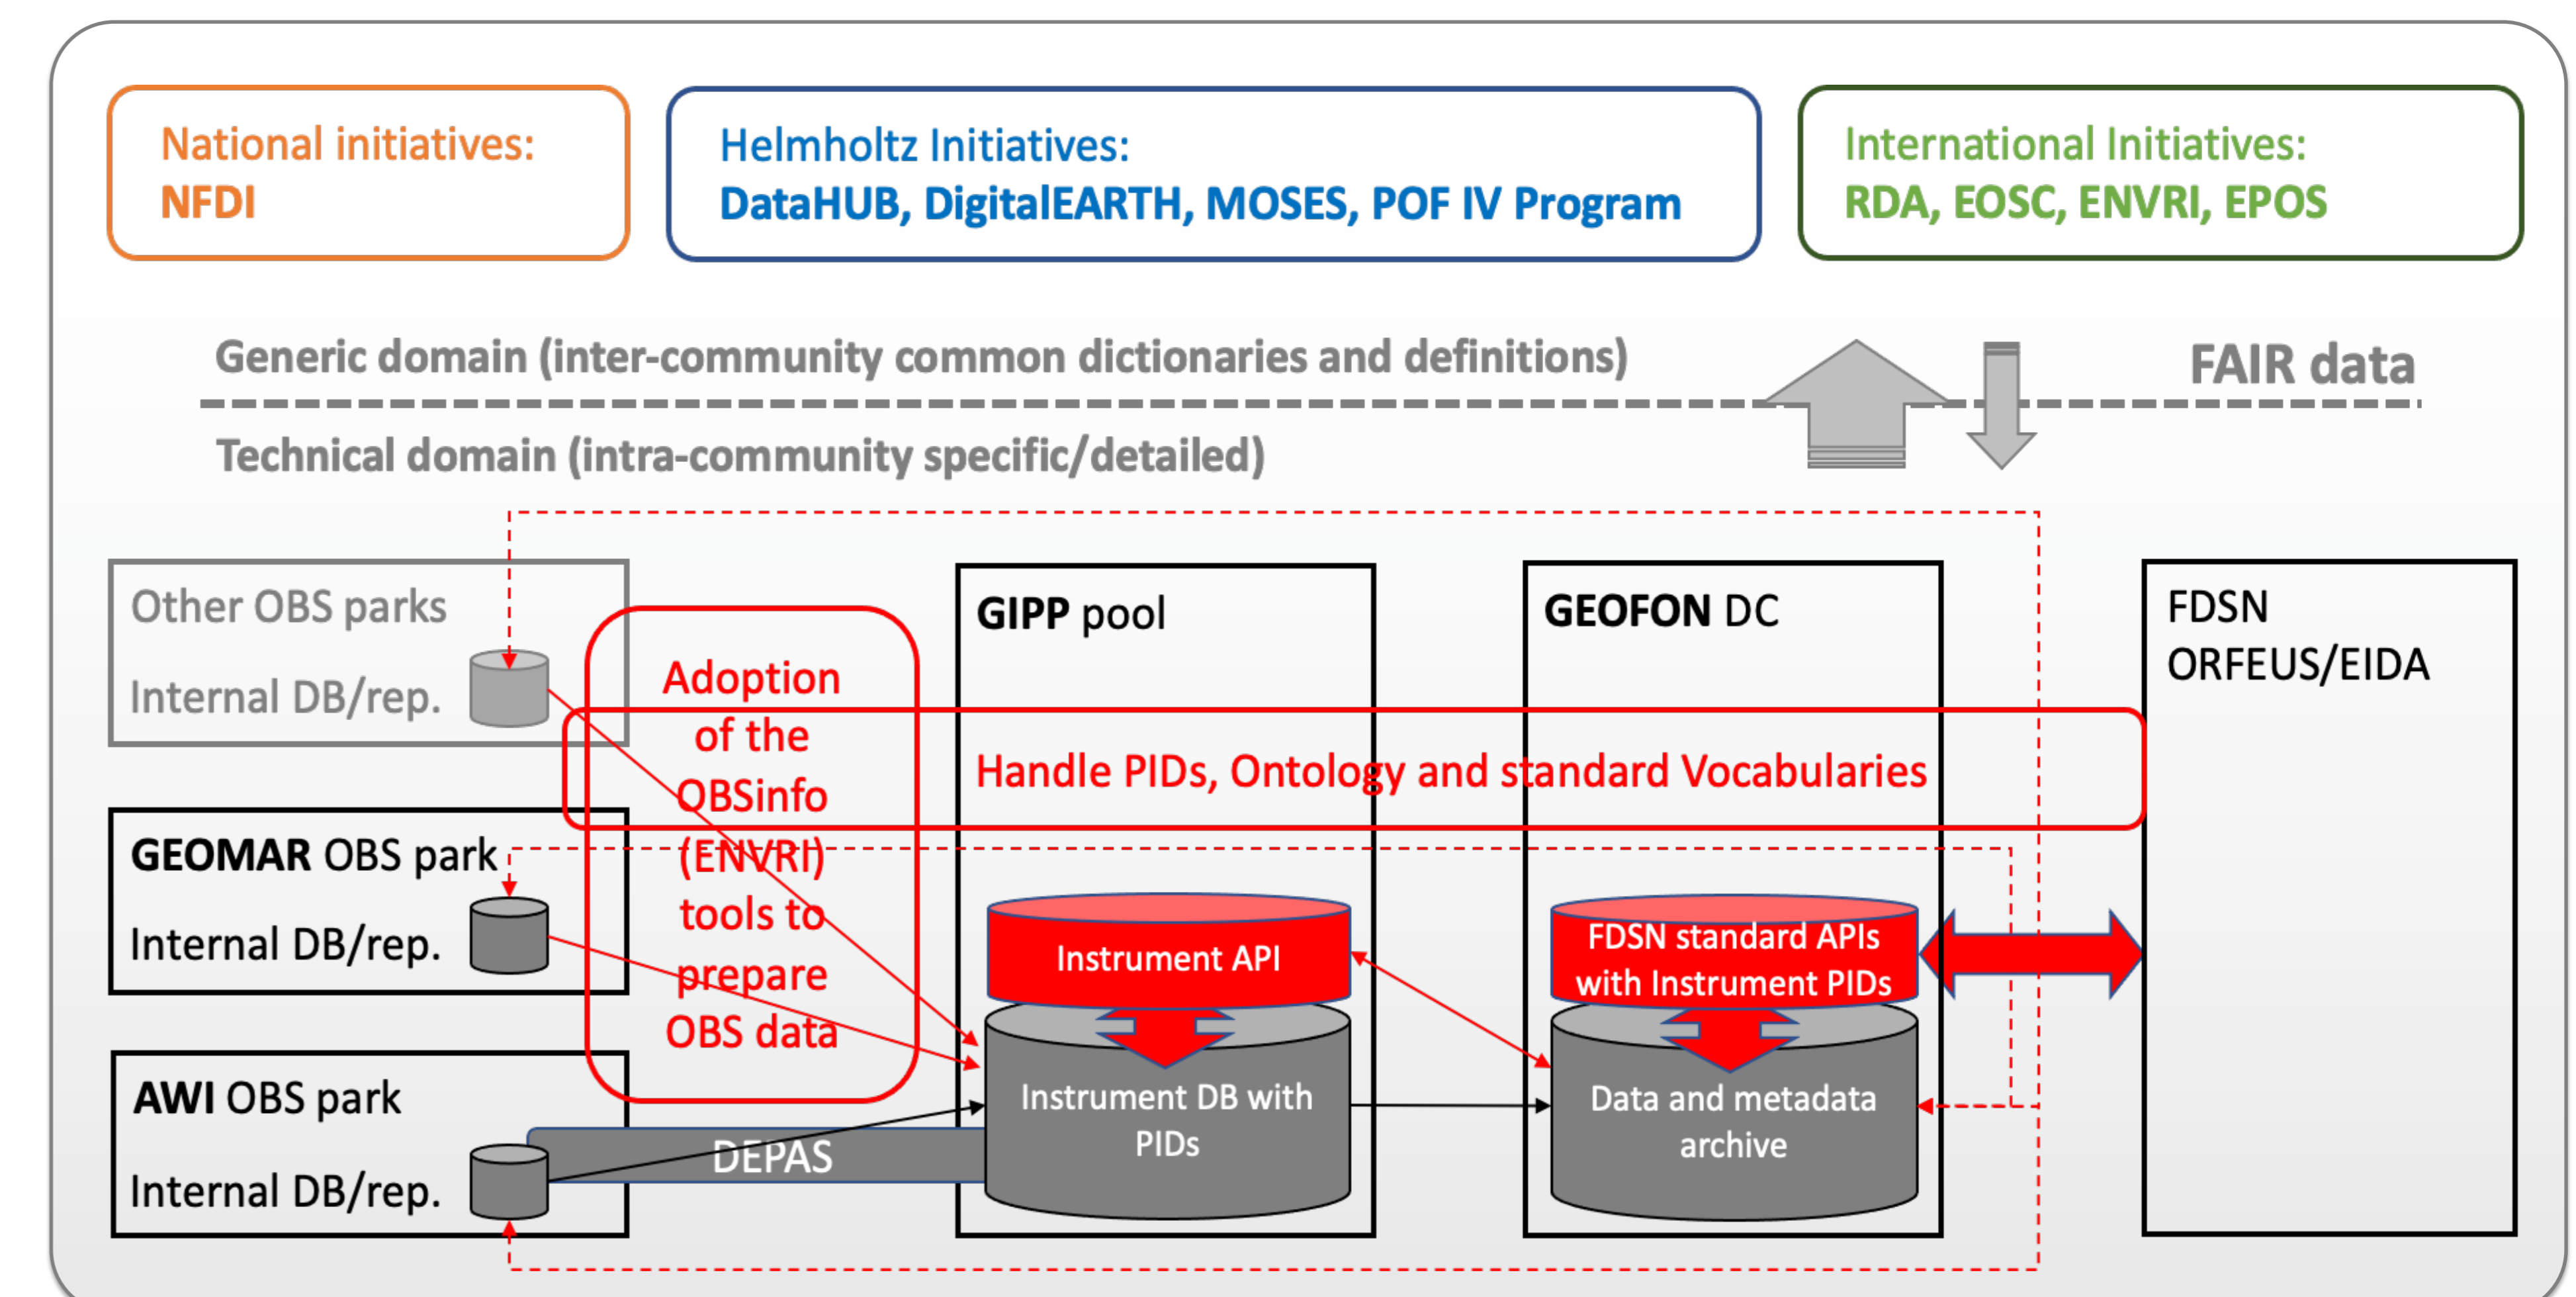 National initiatives:
NFDI
Helmholtz Initiatives:
DataHUB, DigitalEARTH, MOSES, POF IV Program
International Initiatives:
RDA, EOSC, ENVRI, EPOS
Generic domain (inter-community common dictionaries and definitions)
FAIR data
Technical domain (intra-community specific/detailed)
Other OBS parks
Internal DB/rep.
GEOMAR OBS park
Internal DB/rep.
AWI OBS park
Internal DB/rep.
Adoption
of the
OBSinfo
(ENVRI)
tools to
prepare
OBS data
DEPAS
GIPP pool
Handle PIDs, Ontology and standard Vocabularies
Instrument API
Instrument DB with
PIDs
GEOFON DC
FDSN standard APIs
with Instrument PIDs
Data and metadata
archive
FDSN
ORFEUS/EIDA